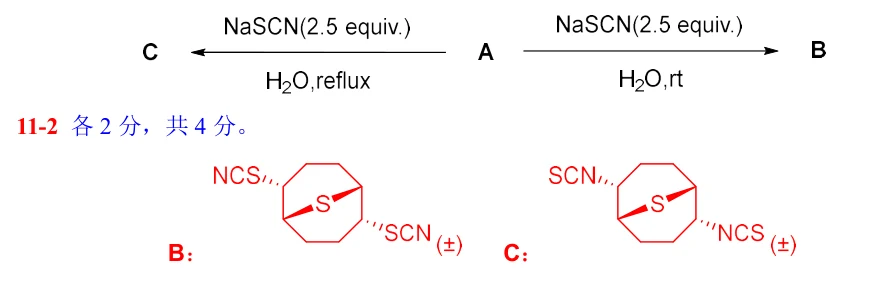 NaSCN(2.5 equiv.) NaSCN(2.5 equiv.)
C A B
H₂O,reflux H₂O,rt
11-2 各 2 分，共 4 分。
NCS SCN
S S
SCN (±) NCS (±)
B： C：